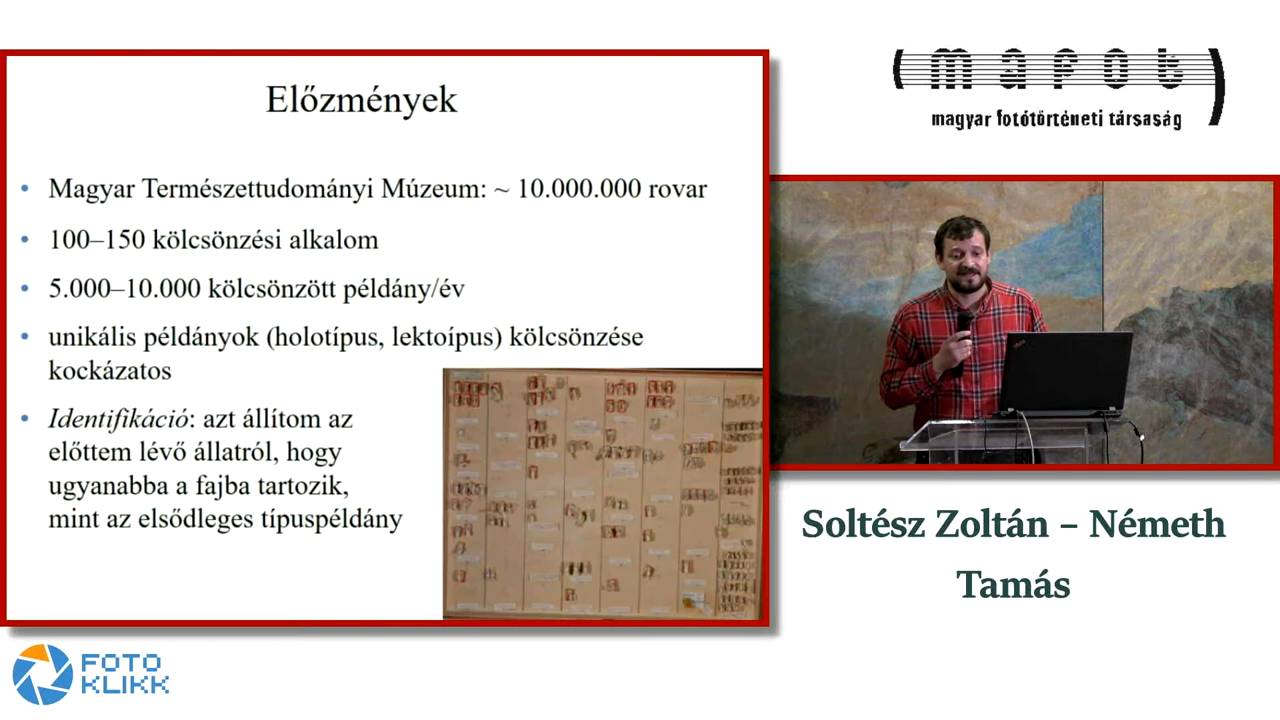 Előzmények
• Magyar Természettudományi Múzeum: ~ 10.000.000 rovar
• 100–150 kölcsönzési alkalom
• 5.000–10.000 kölcsönzött példány/év
• unikális példányok (holotípus, lektoípus) kölcsönzése
kockázatos
• Identifikáció: azt állítom az
előttem lévő állatról, hogy
ugyanabba a fajba tartozik,
mint az elsődleges típuspéldány
mafot
magyar fotótörténeti társaság
Soltész Zoltán – Németh
Tamás
FOTO
KLIKK